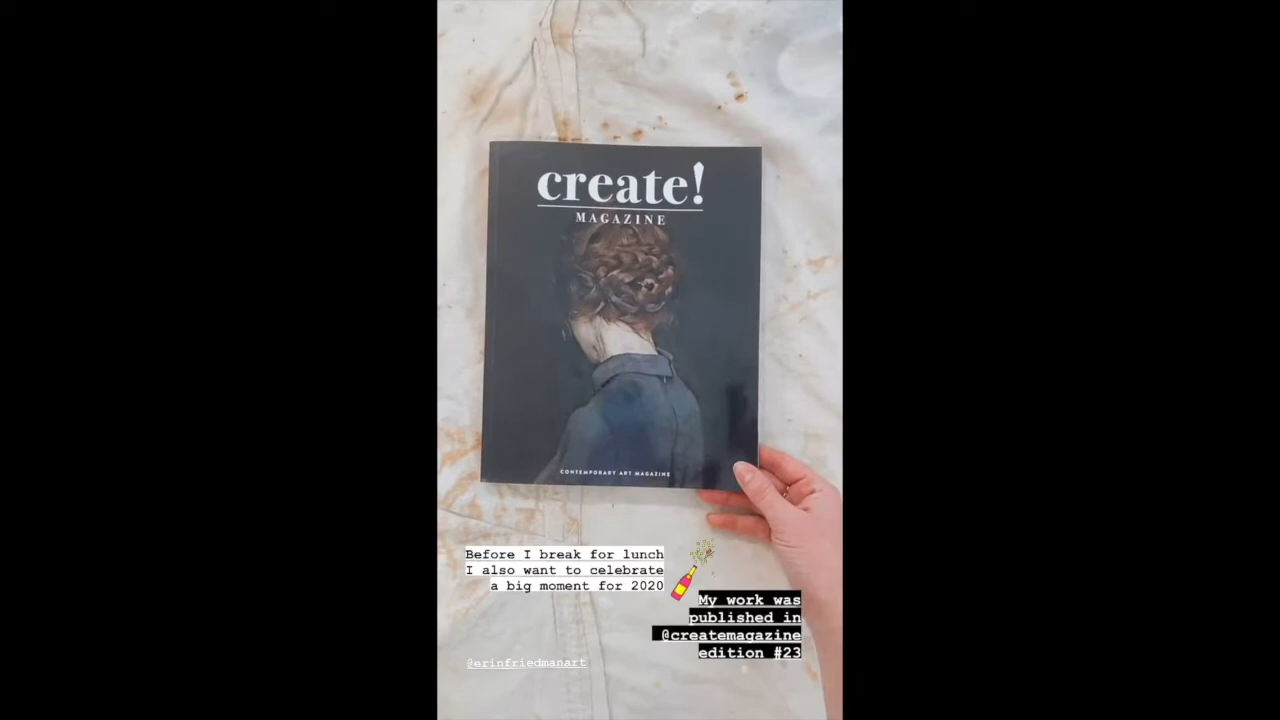 create!
MAGAZINE
CONTEMPORARY ART MAGAZINE
Before I break for lunch
I also want to celebrate
a big moment for 2020
My work was
published in
@createmagazine
edition #23
@erinfriedmanart